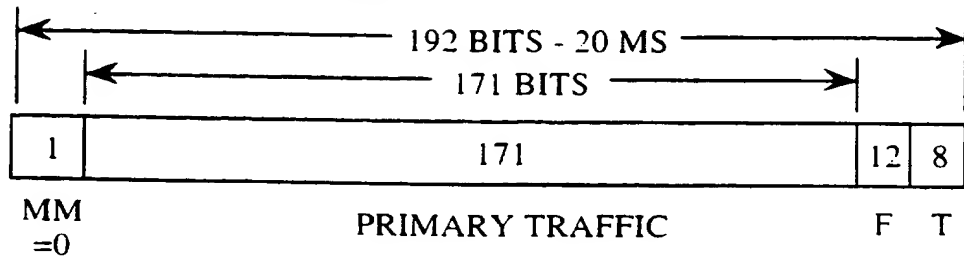 192 BITS - 20 MS
171 BITS
1 171 12 8
MM PRIMARY TRAFFIC F T
=0